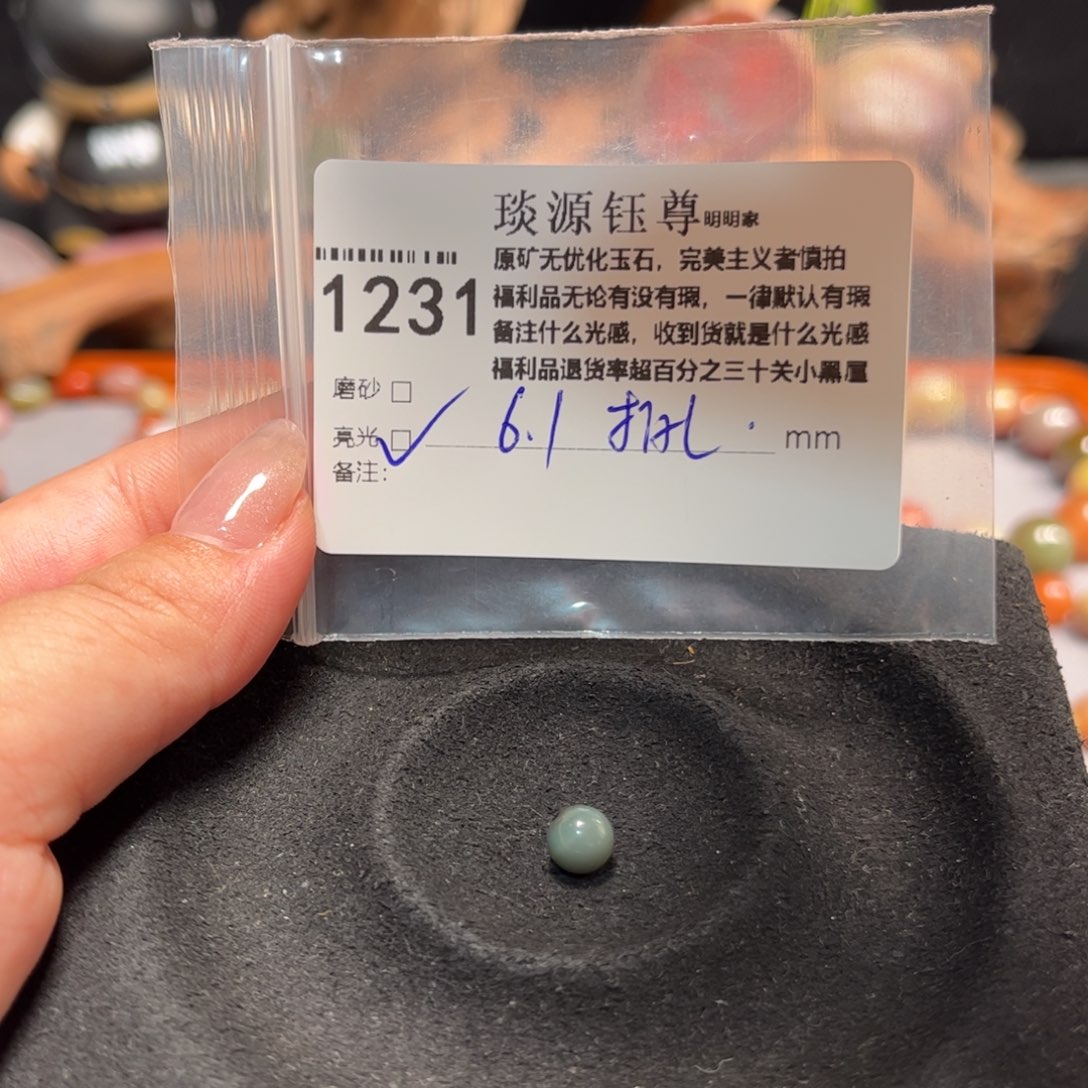 琰源钰尊明明家
原矿无优化玉石，完美主义者慎拍
福利品无论有没有瑕，一律默认有瑕
备注什么光感，收到货就是什么光感
福利品退货率超百分之三十关小黑屋
1231
磨砂 □
亮光 □✓ 6.1 打孔. mm
备注：